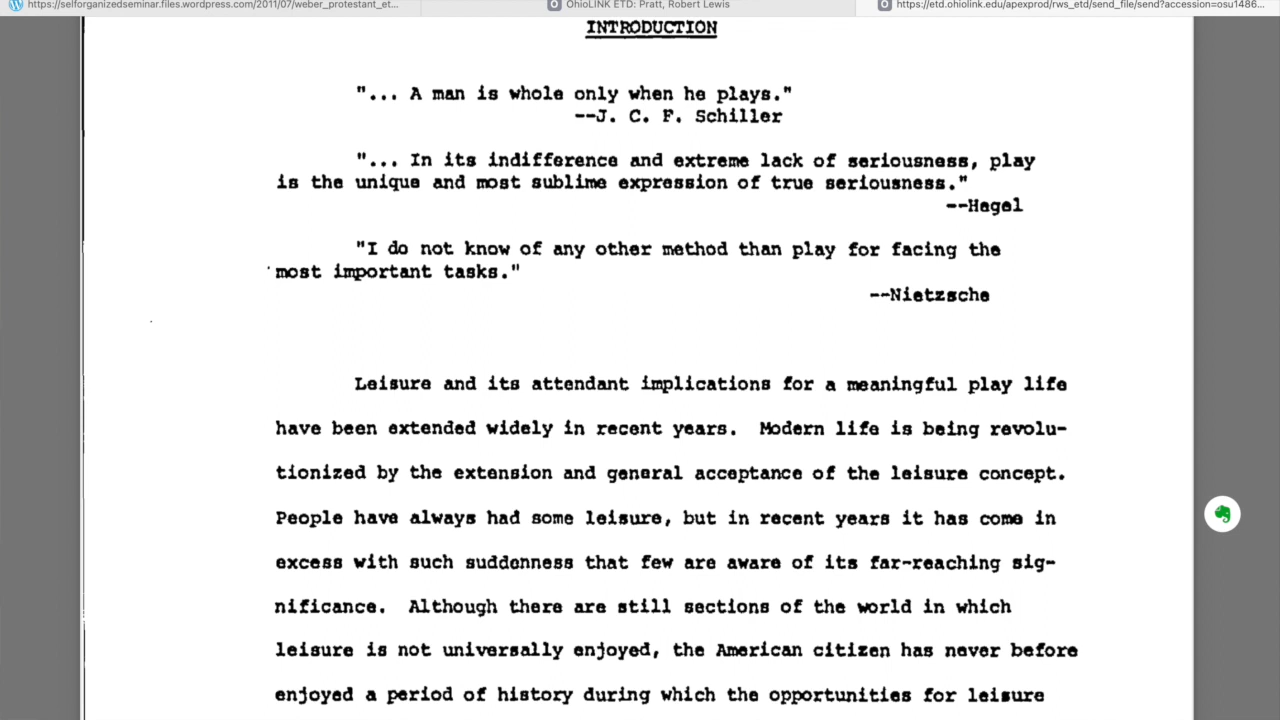 https://selforganizedseminar.files.wordpress.com/2011/07/weber_protestant_et...
OhioLINK ETD: Pratt, Robert Lewis
https://etd.ohiolink.edu/apexprod/rws_etd/send_file/send?accession=osu1486...
INTRODUCTION
"... A man is whole only when he plays."
--J. C. F. Schiller
"... In its indifference and extreme lack of seriousness, play
is the unique and most sublime expression of true seriousness."
--Hegel
"I do not know of any other method than play for facing the
most important tasks."
--Nietzsche
Leisure and its attendant implications for a meaningful play life
have been extended widely in recent years. Modern life is being revolu-
tionized by the extension and general acceptance of the leisure concept.
People have always had some leisure, but in recent years it has come in
excess with such suddenness that few are aware of its far-reaching sig-
nificance. Although there are still sections of the world in which
leisure is not universally enjoyed, the American citizen has never before
enjoyed a period of history during which the opportunities for leisure